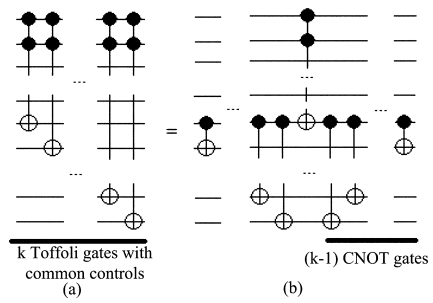 ... ...
... ... = ... ...
... ...
k Toffoli gates with
common controls
(k-1) CNOT gates
(a)
(b)